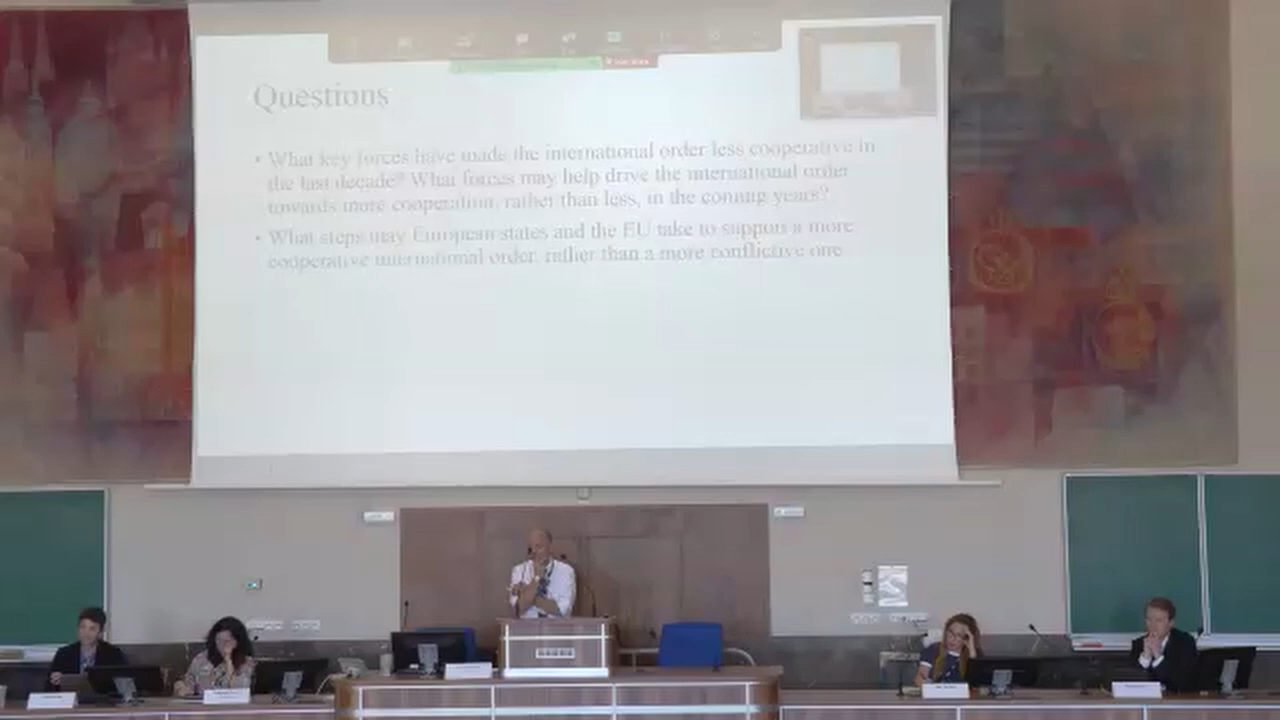 Questions
• What key forces have made the international order less cooperative in
the last decade? What forces may help drive the international order
towards more cooperation, rather than less, in the coming years?
• What steps may European states and the EU take to support a more
cooperative international order, rather than a more conflictive one